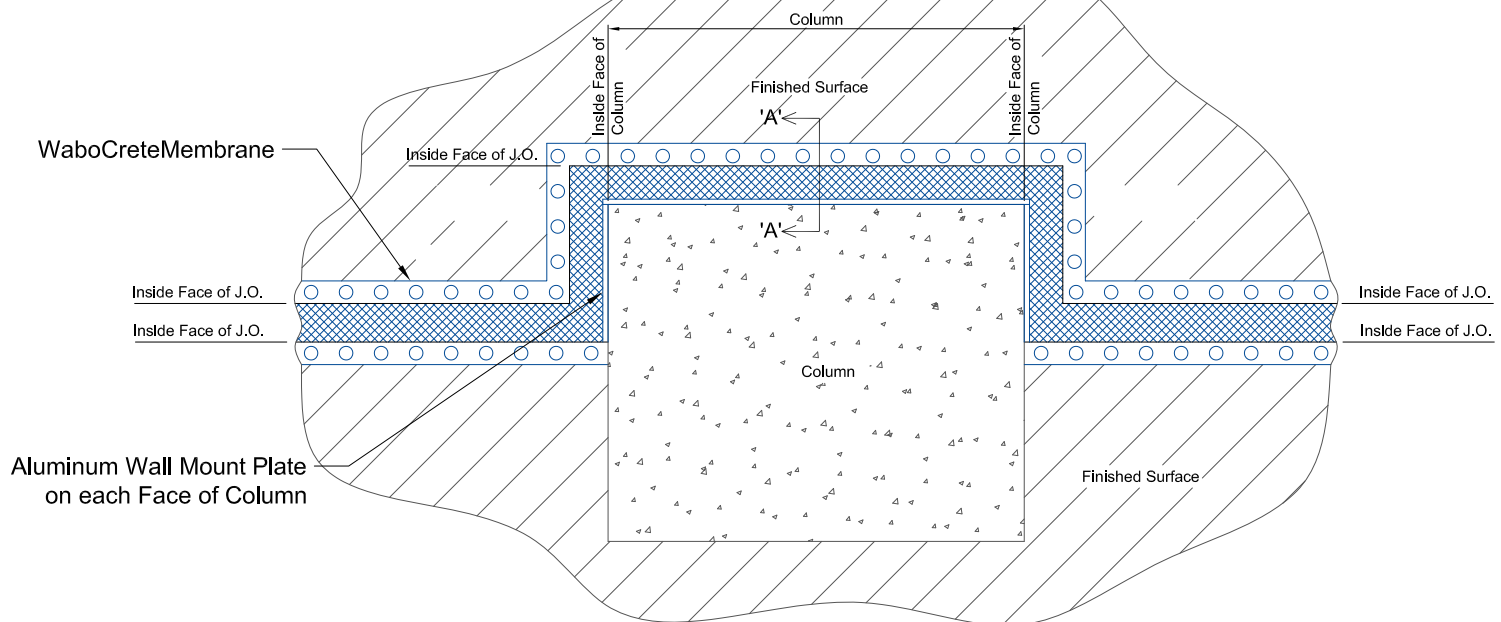 Column
Inside Face of
Column
Inside Face of
Column
Finished Surface
'A'
WaboCreteMembrane
Inside Face of J.O.
'A'
Inside Face of J.O.
Inside Face of J.O.
Inside Face of J.O.
Inside Face of J.O.
Column
Aluminum Wall Mount Plate
on each Face of Column
Finished Surface